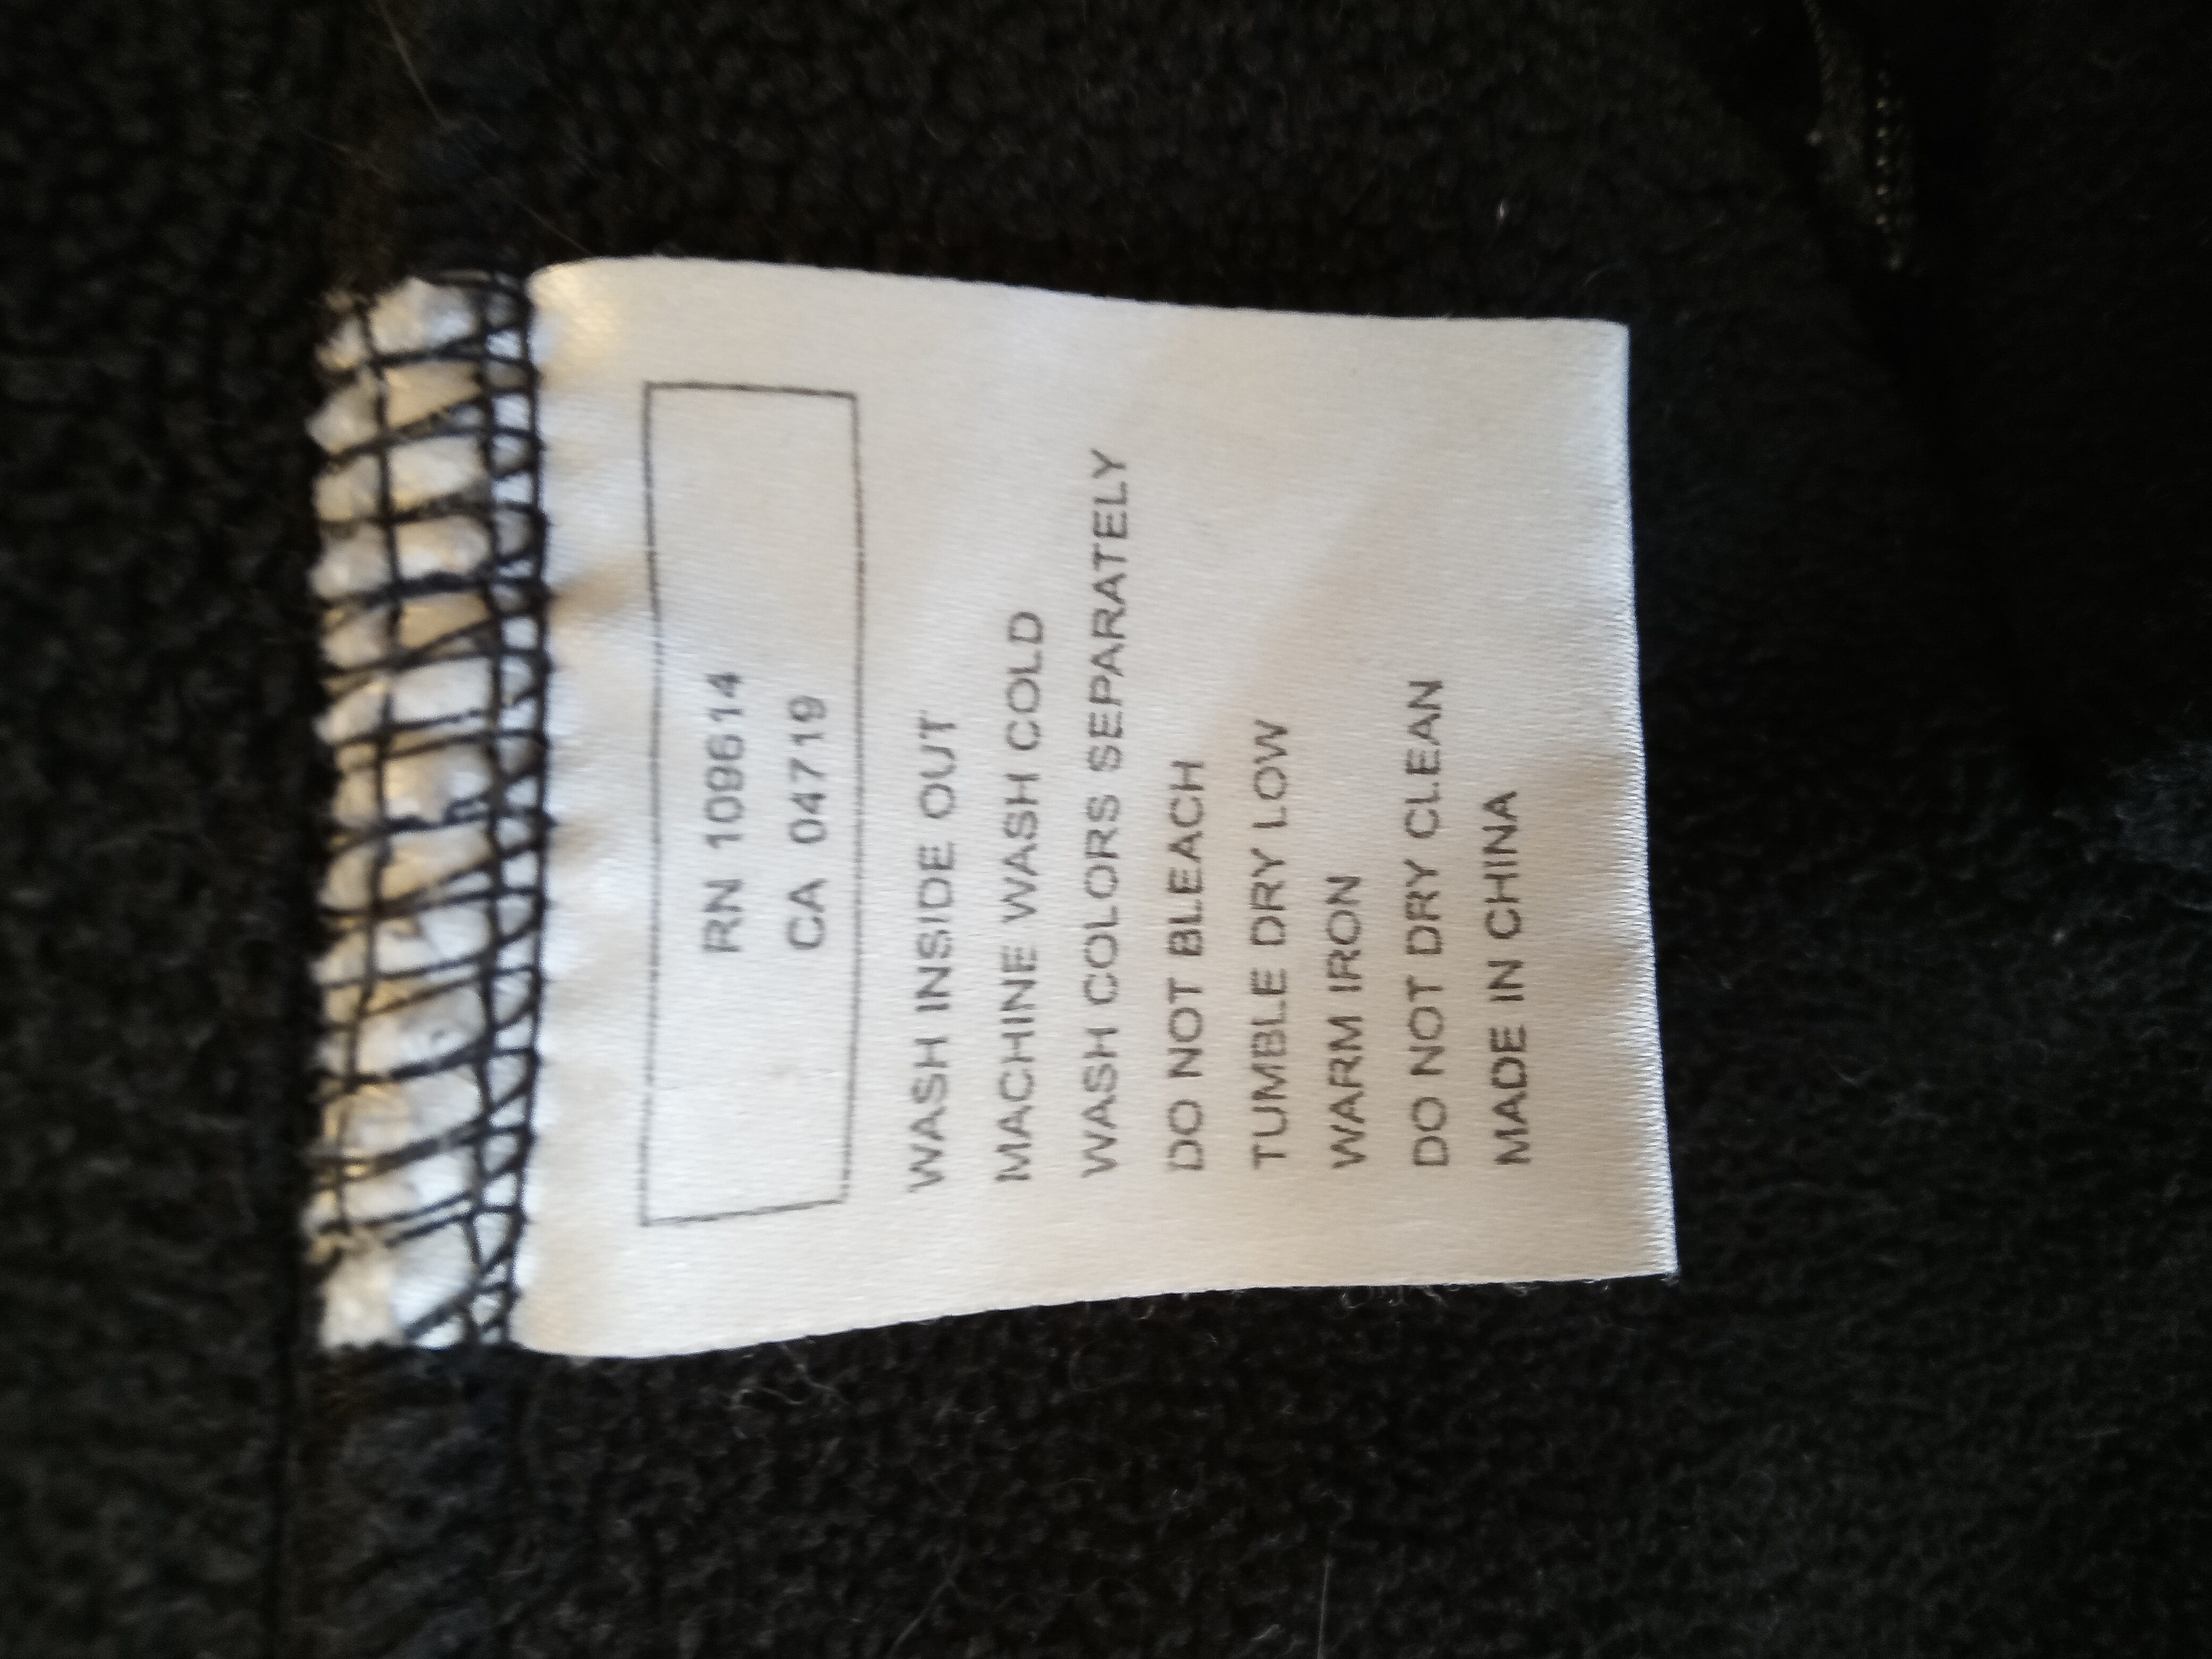 RN 109614
CA 04719
WASH INSIDE OUT
MACHINE WASH COLD
WASH COLORS SEPARATELY
DO NOT BLEACH
TUMBLE DRY LOW
WARM IRON
DO NOT DRY CLEAN
MADE IN CHINA